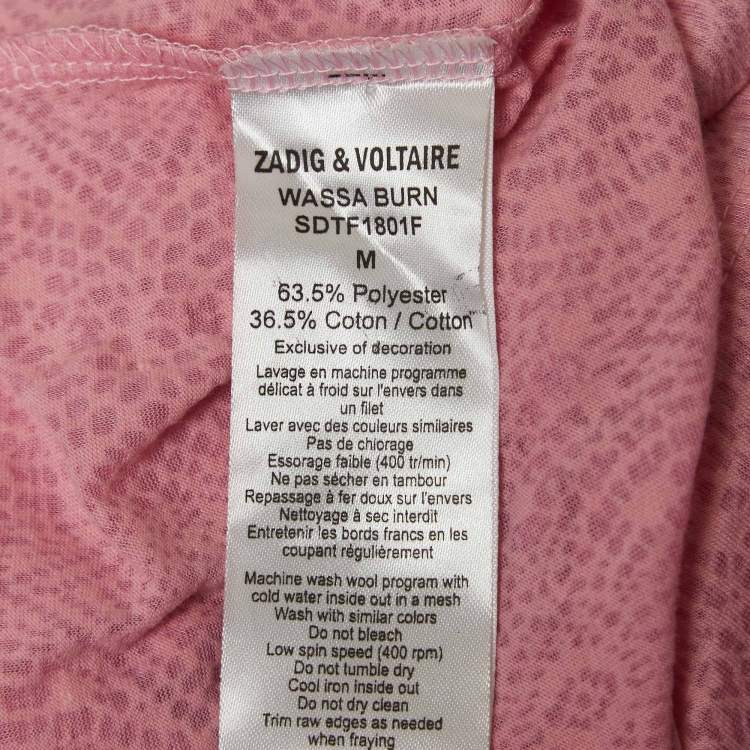 ZADIG & VOLTAIRE
WASSA BURN
SDTF1801F
M
63.5% Polyester
36.5% Coton / Cotton
Exclusive of decoration
Lavage en machine programme
délicat à froid sur l'envers dans
un filet
Laver avec des couleurs similaires
Pas de chlorage
Essorage faible (400 tr/min)
Ne pas sécher en tambour
Repassage à fer doux sur l'envers
Nettoyage à sec interdit
Entretenir les bords francs en les
coupant régulièrement
Machine wash wool program with
cold water inside out in a mesh
Wash with similar colors
Do not bleach
Low spin speed (400 rpm)
Do not tumble dry
Cool iron inside out
Do not dry clean
Trim raw edges as needed
when fraying